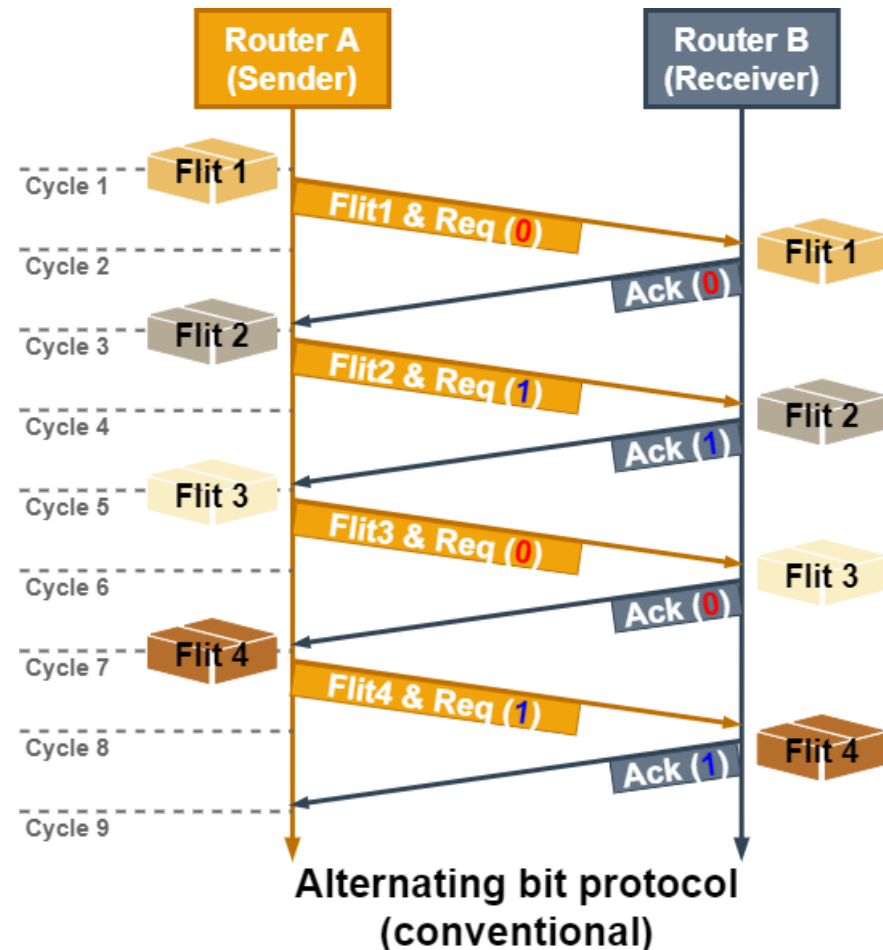 Router A
(Sender)
Router B
(Receiver)
Flit 1
Cycle 1
Flit1 & Req (0)
Flit 1
Cycle 2
Ack (0)
Flit 2
Cycle 3
Flit2 & Req (1)
Flit 2
Cycle 4
Ack (1)
Flit 3
Cycle 5
Flit3 & Req (0)
Flit 3
Cycle 6
Ack (0)
Flit 4
Cycle 7
Flit4 & Req (1)
Flit 4
Cycle 8
Ack (1)
Cycle 9
Alternating bit protocol
(conventional)